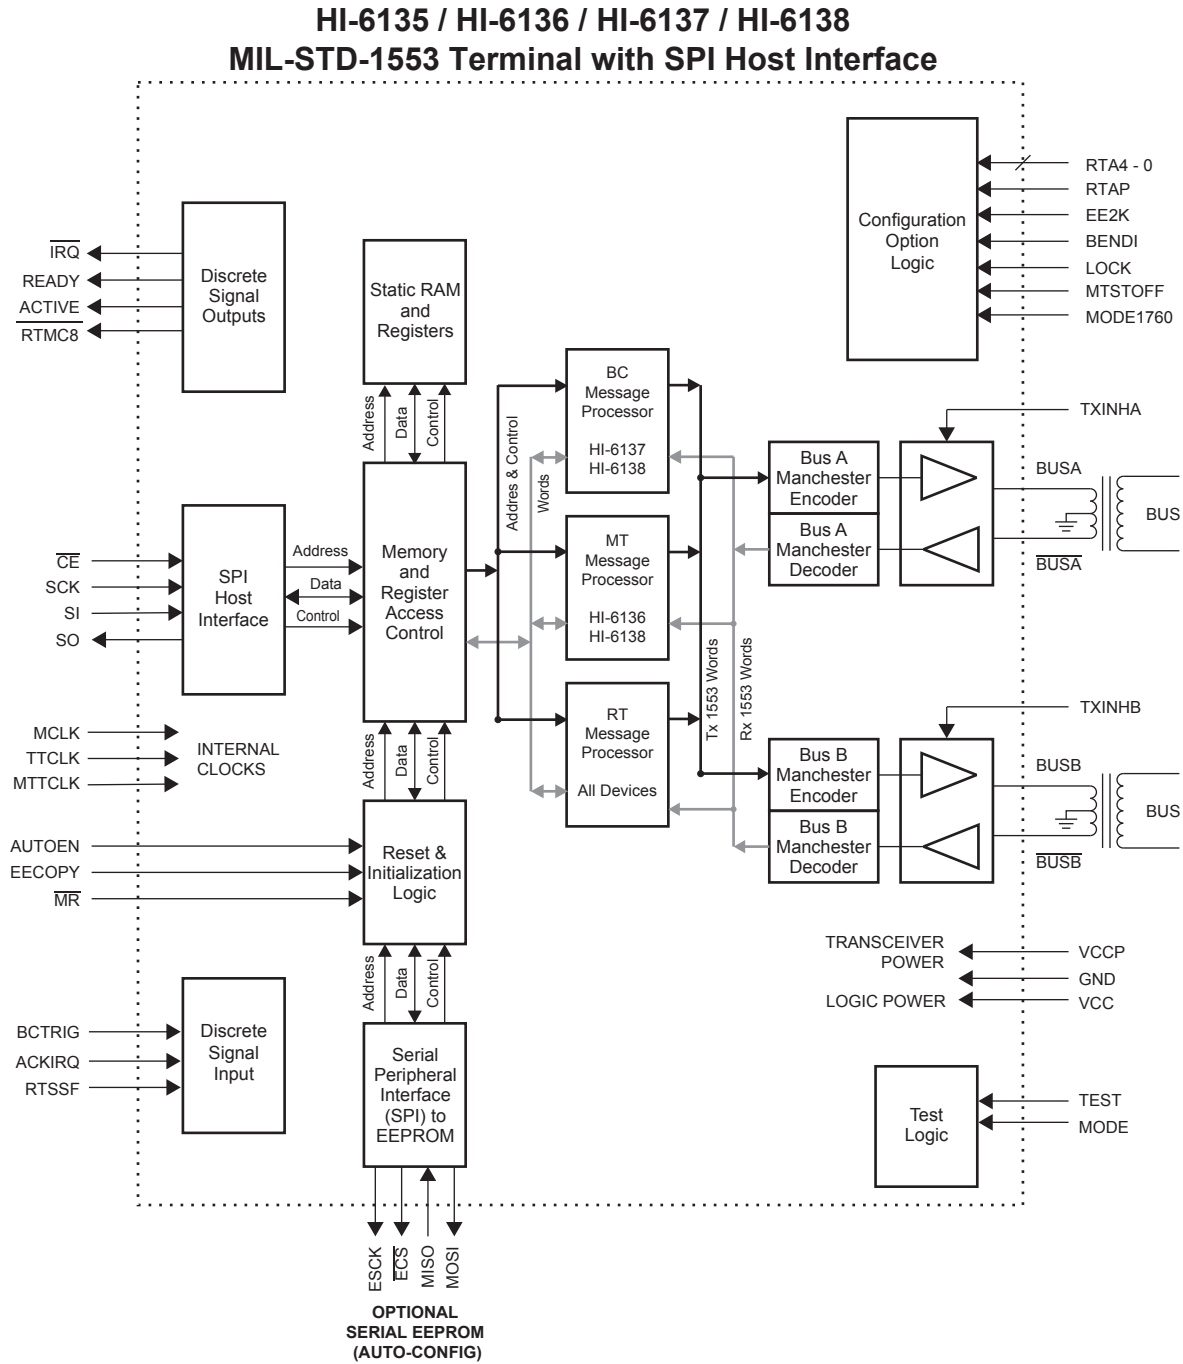 HI-6135 / HI-6136 / HI-6137 / HI-6138
MIL-STD-1553 Terminal with SPI Host Interface
IRQ
READY
ACTIVE
RTMC8
Discrete
Signal
Outputs
Static RAM
and
Registers
Address
Data
Control
Configuration
Option
Logic
RTA4 - 0
RTAP
EE2K
BENDI
LOCK
MTSTOFF
MODE1760
CE
SCK
SI
SO
SPI
Host
Interface
Address
Data
Control
Memory
and
Register
Access
Control
Addres & Control
Words
BC
Message
Processor
HI-6137
HI-6138
MT
Message
Processor
HI-6136
HI-6138
RT
Message
Processor
All Devices
Tx 1553 Words
Rx 1553 Words
Bus A
Manchester
Encoder
Bus A
Manchester
Decoder
TXINHA
BUSA
BUSA
BUS
Bus B
Manchester
Encoder
Bus B
Manchester
Decoder
TXINHB
BUSB
BUSB
BUS
MCLK
TTCLK
MTTCLK
INTERNAL
CLOCKS
Address
Data
Control
AUTOEN
EECOPY
MR
Reset &
Initialization
Logic
Address
Data
Control
BCTRIG
ACKIRQ
RTSSF
Discrete
Signal
Input
Serial
Peripheral
Interface
(SPI) to
EEPROM
TRANSCEIVER
POWER
LOGIC POWER
VCCP
GND
VCC
Test
Logic
TEST
MODE
ESCK
ECS
MISO
MOSI
OPTIONAL
SERIAL EEPROM
(AUTO-CONFIG)